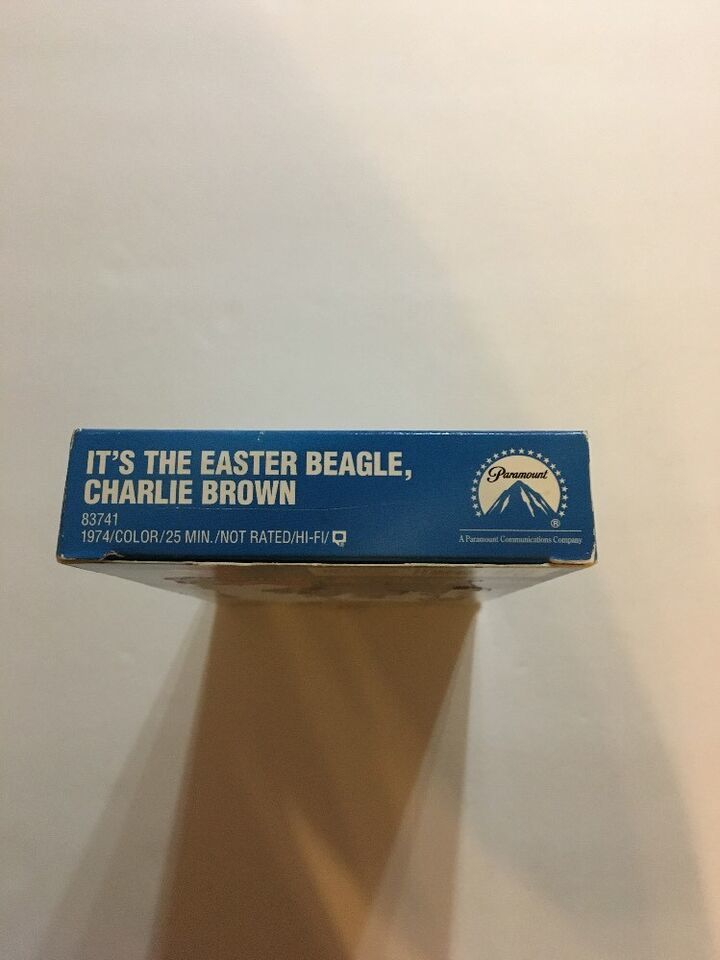 IT'S THE EASTER BEAGLE,
CHARLIE BROWN
83741
1974/COLOR/25 MIN./NOT RATED/HI-FI/
Paramount
®
A Paramount Communications Company